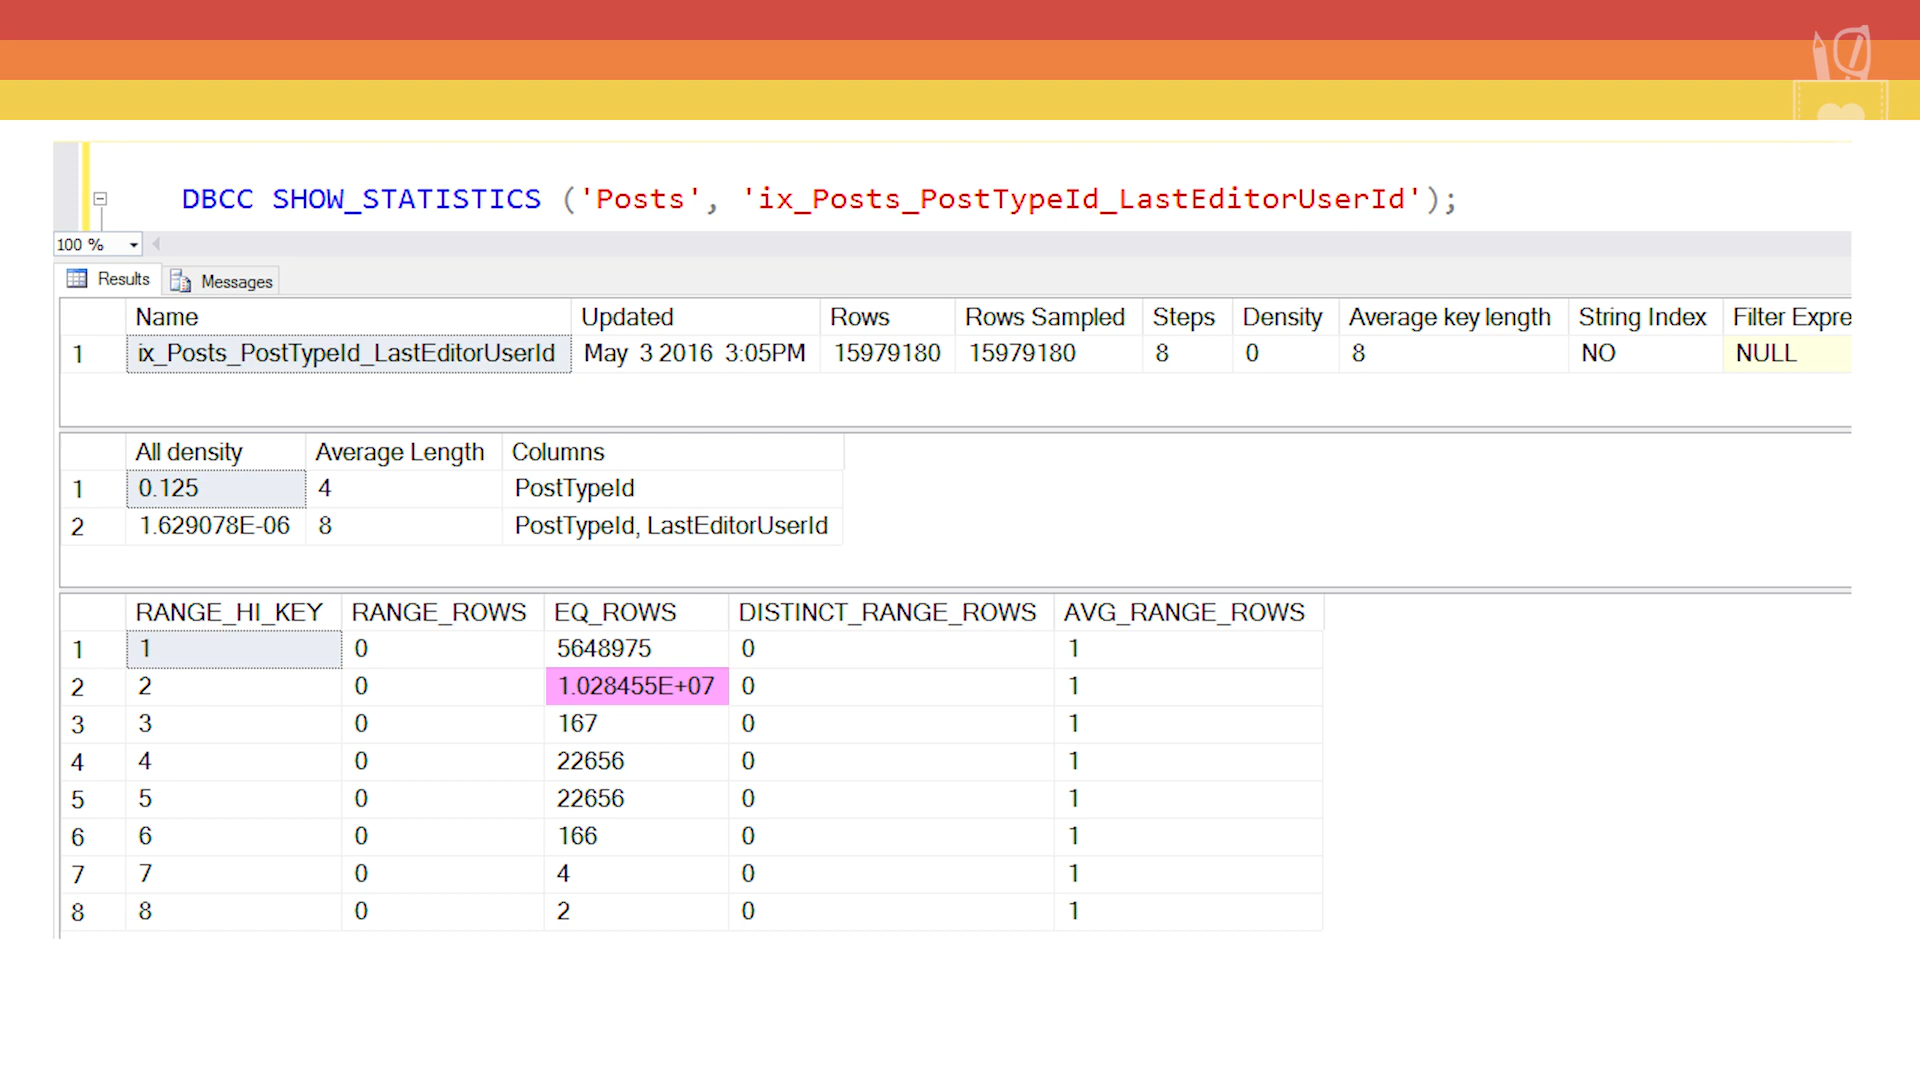 DBCC SHOW_STATISTICS ('Posts', 'ix_Posts_PostTypeId_LastEditorUserId');
100 %
Results Messages
Name Updated Rows Rows Sampled Steps Density Average key length String Index Filter Expre
1 ix_Posts_PostTypeId_LastEditorUserId May 3 2016 3:05PM 15979180 15979180 8 0 8 NO NULL
All density Average Length Columns
1 0.125 4 PostTypeId
2 1.629078E-06 8 PostTypeId, LastEditorUserId
RANGE_HI_KEY RANGE_ROWS EQ_ROWS DISTINCT_RANGE_ROWS AVG_RANGE_ROWS
1 1 0 5648975 0 1
2 2 0 1.028455E+07 0 1
3 3 0 167 0 1
4 4 0 22656 0 1
5 5 0 22656 0 1
6 6 0 166 0 1
7 7 0 4 0 1
8 8 0 2 0 1